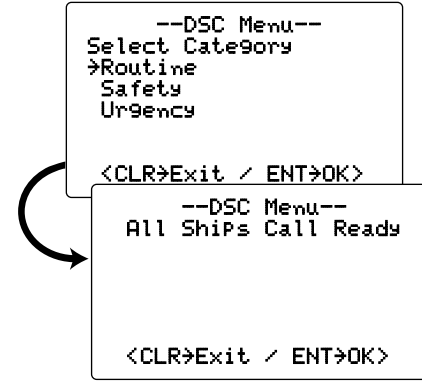 --DSC Menu--
Select Category
→Routine
Safety
Urgency
<CLR→Exit / ENT→OK>
--DSC Menu--
All Ships Call Ready
<CLR→Exit / ENT→OK>